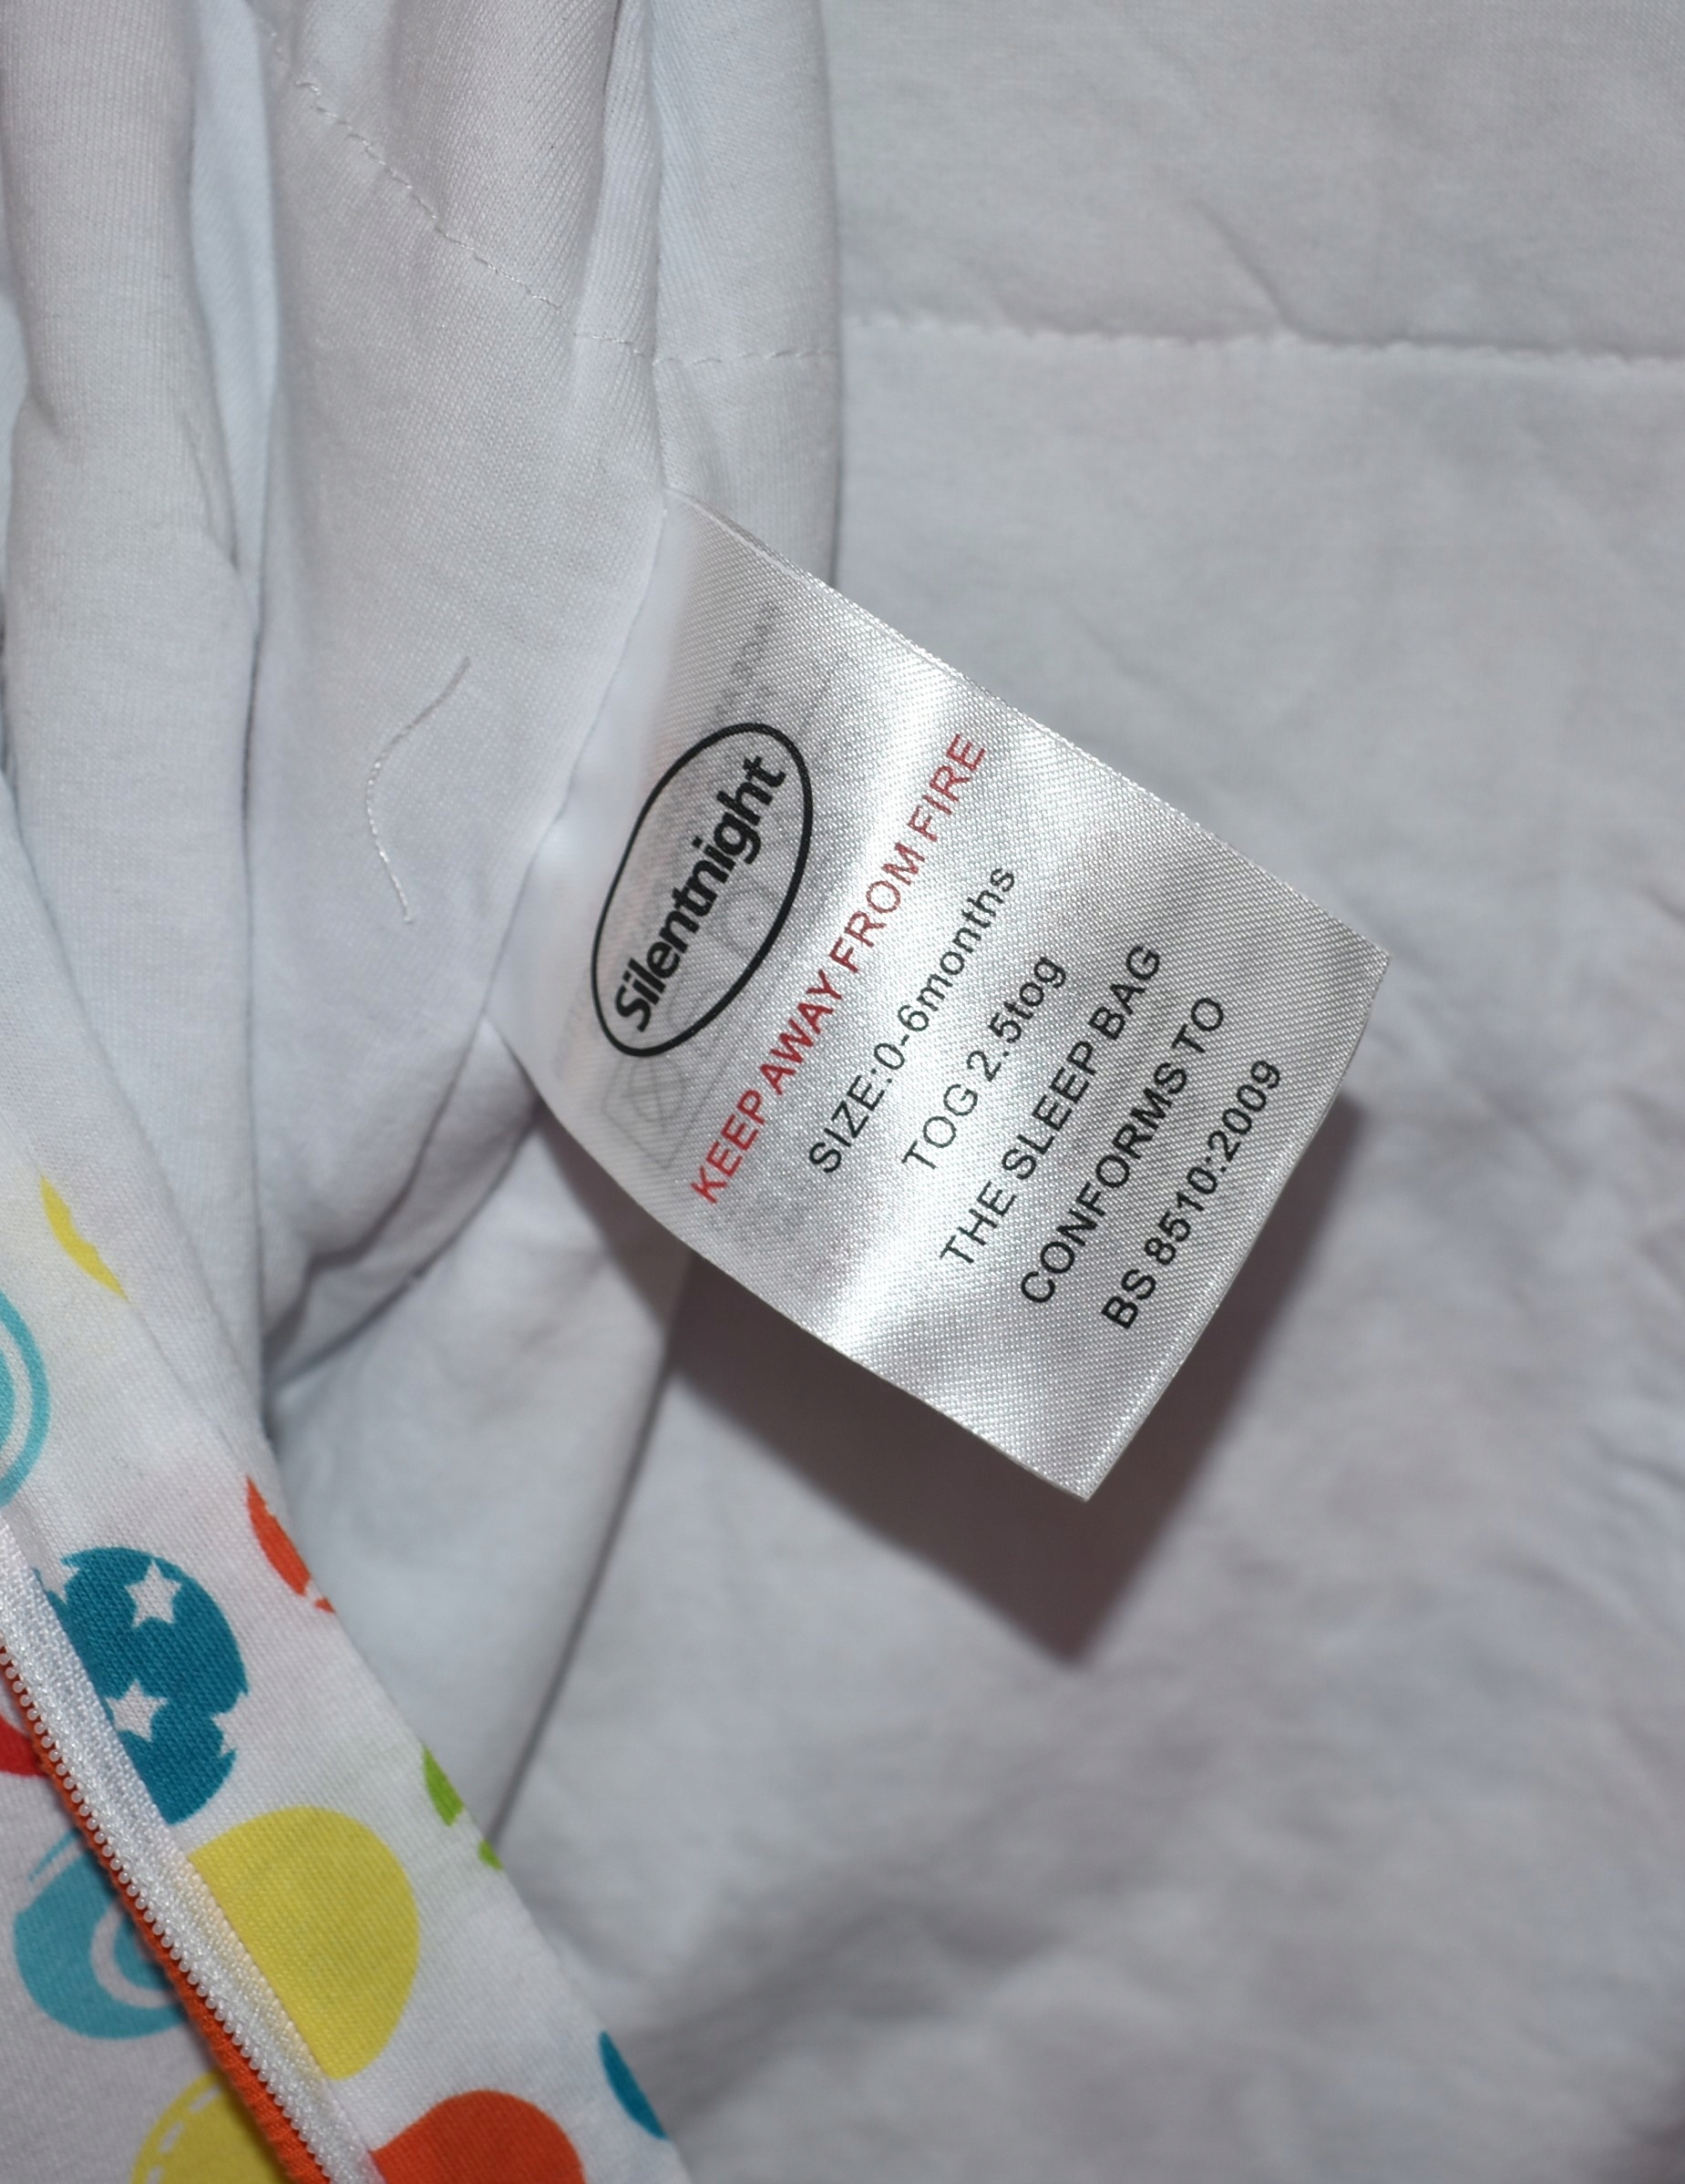 Silentnight
KEEP AWAY FROM FIRE
SIZE:0-6months
TOG 2.5tog
THE SLEEP BAG
CONFORMS TO
BS 8510:2009